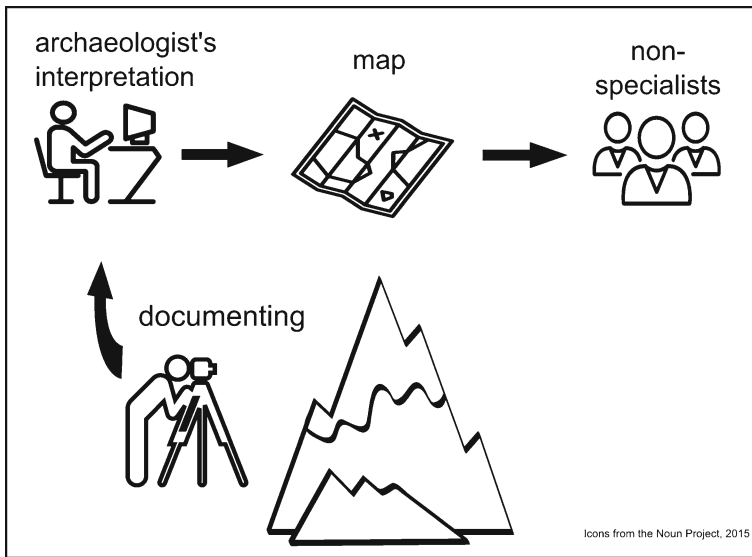 archaeologist's
interpretation
map
non-
specialists
documenting
Icons from the Noun Project, 2015